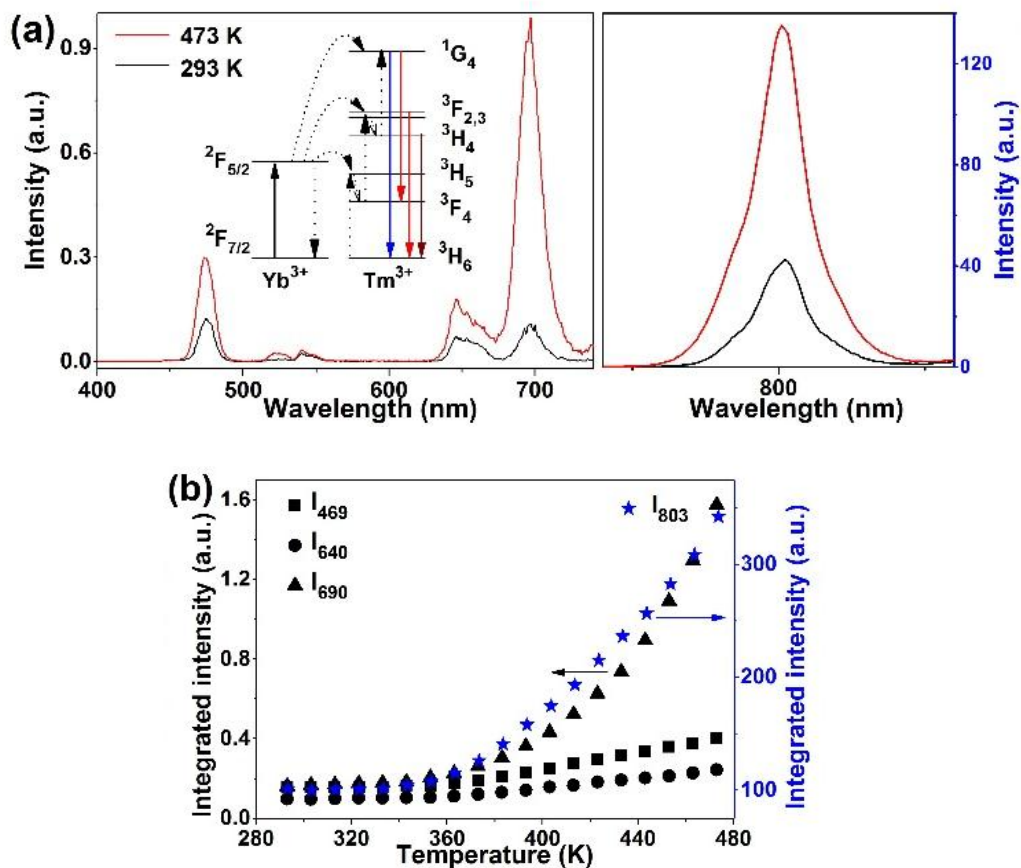 (a)
473 K
293 K
Intensity (a.u.)
0.9
0.6
0.3
0.0
400
500
600
700
Wavelength (nm)
¹G₄
³F₂,₃
³H₄
³H₅
³F₄
³H₆
²F₅/₂
²F₇/₂
Yb³⁺
Tm³⁺
800
Wavelength (nm)
120
80
40
0
Intensity (a.u.)
(b)
I₄₆₉
I₆₄₀
I₆₉₀
I₈₀₃
Integrated intensity (a.u.)
1.6
1.2
0.8
0.4
0.0
280
320
360
400
440
480
Temperature (K)
300
200
100
Integrated intensity (a.u.)